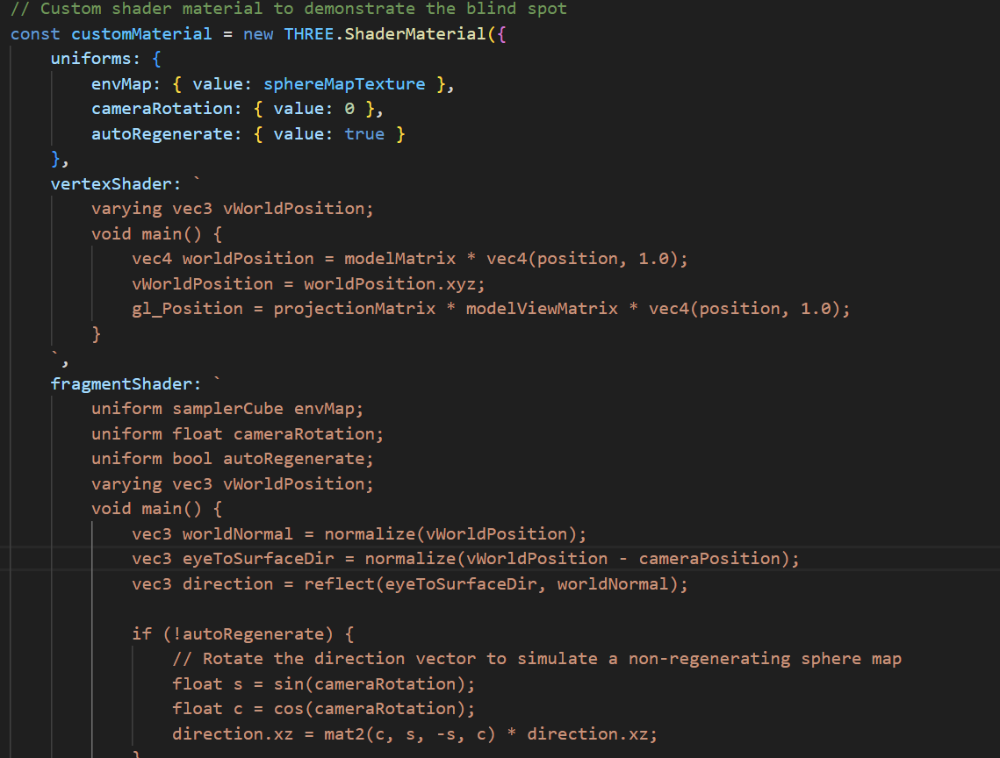 // Custom shader material to demonstrate the blind spot
const customMaterial = new THREE.ShaderMaterial({
    uniforms: {
        envMap: { value: sphereMapTexture },
        cameraRotation: { value: 0 },
        autoRegenerate: { value: true }
    },
    vertexShader: `
        varying vec3 vWorldPosition;
        void main() {
            vec4 worldPosition = modelMatrix * vec4(position, 1.0);
            vWorldPosition = worldPosition.xyz;
            gl_Position = projectionMatrix * modelViewMatrix * vec4(position, 1.0);
        }
    `,
    fragmentShader: `
        uniform samplerCube envMap;
        uniform float cameraRotation;
        uniform bool autoRegenerate;
        varying vec3 vWorldPosition;
        void main() {
            vec3 worldNormal = normalize(vWorldPosition);
            vec3 eyeToSurfaceDir = normalize(vWorldPosition - cameraPosition);
            vec3 direction = reflect(eyeToSurfaceDir, worldNormal);

            if (!autoRegenerate) {
                // Rotate the direction vector to simulate a non-regenerating sphere map
                float s = sin(cameraRotation);
                float c = cos(cameraRotation);
                direction.xz = mat2(c, s, -s, c) * direction.xz;
            }